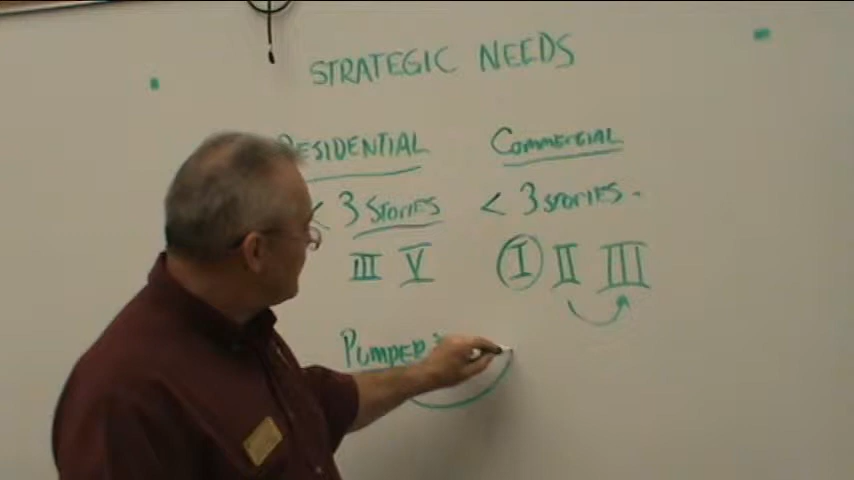 STRATEGIC NEEDS
RESIDENTIAL COMMERCIAL
< 3 STORIES < 3 STORIES.
III V I II III
PUMPER